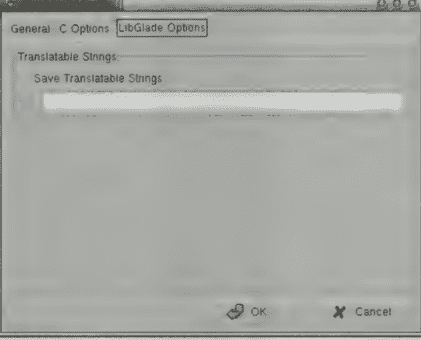 General C Options LibGlade Options
Translatable Strings:
Save Translatable Strings
OK Cancel